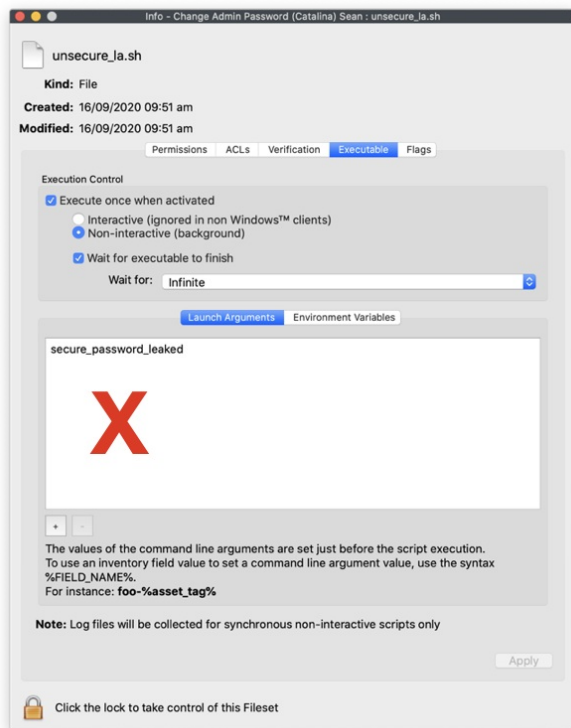 Info - Change Admin Password (Catalina) Sean : unsecure_la.sh
unsecure_la.sh
Kind: File
Created: 16/09/2020 09:51 am
Modified: 16/09/2020 09:51 am
Permissions ACLs Verification Executable Flags
Execution Control
Execute once when activated
Interactive (ignored in non Windows™ clients)
Non-interactive (background)
Wait for executable to finish
Wait for: Infinite
Launch Arguments Environment Variables
secure_password_leaked
X
+ -
The values of the command line arguments are set just before the script execution.
To use an inventory field value to set a command line argument value, use the syntax
%FIELD_NAME%.
For instance: foo-%asset_tag%
Note: Log files will be collected for synchronous non-interactive scripts only
Apply
Click the lock to take control of this Fileset